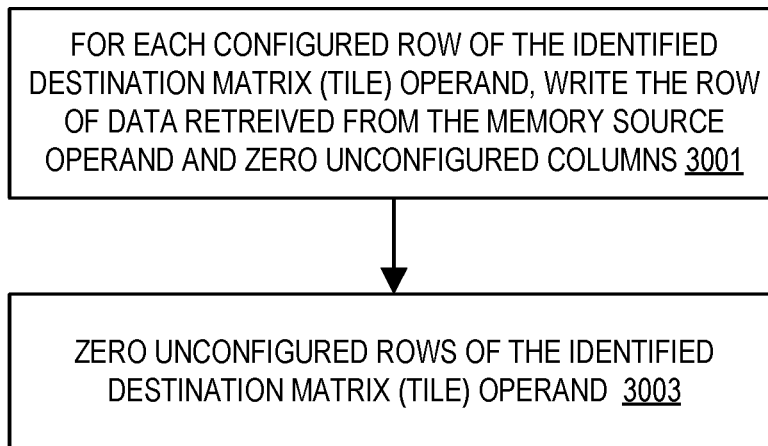 FOR EACH CONFIGURED ROW OF THE IDENTIFIED
DESTINATION MATRIX (TILE) OPERAND, WRITE THE ROW
OF DATA RETREIVED FROM THE MEMORY SOURCE
OPERAND AND ZERO UNCONFIGURED COLUMNS 3001
ZERO UNCONFIGURED ROWS OF THE IDENTIFIED
DESTINATION MATRIX (TILE) OPERAND 3003